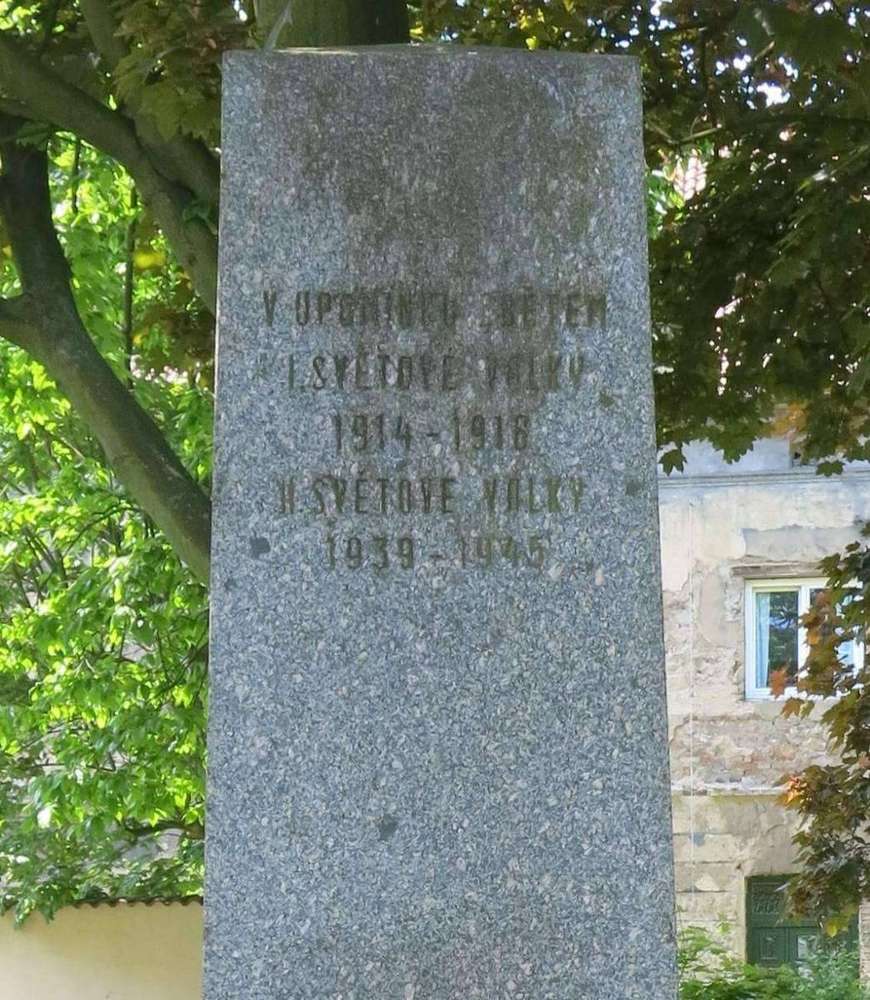 V UPOMÍNKU OBĚTEM
I. SVĚTOVÉ VÁLKY
1914 - 1918
II. SVĚTOVÉ VÁLKY
1939 - 1945